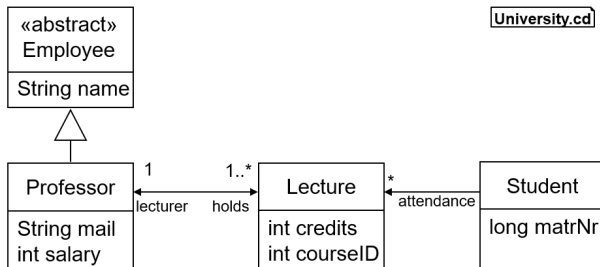 «abstract»
Employee
String name
University.cd
1
1..*
*
lecturer
holds
attendance
Professor
String mail
int salary
Lecture
int credits
int courseID
Student
long matrNr